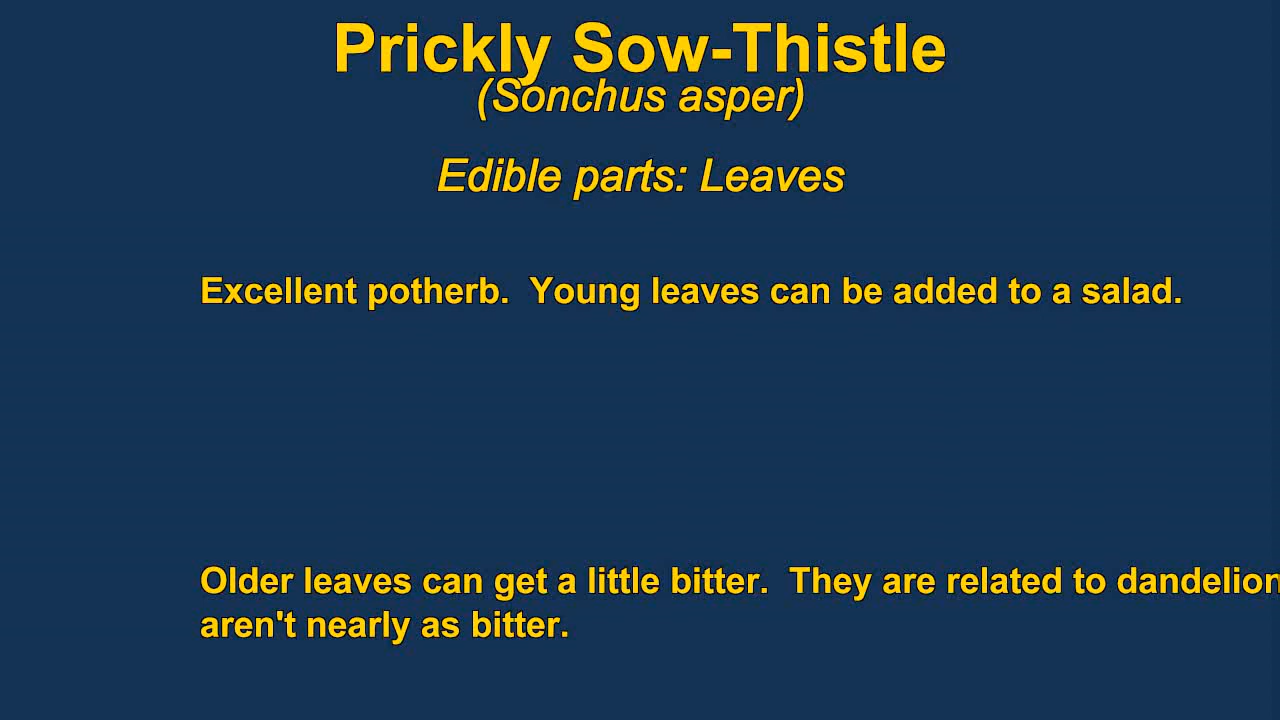 Prickly Sow-Thistle
(Sonchus asper)
Edible parts: Leaves
Excellent potherb.  Young leaves can be added to a salad.
Older leaves can get a little bitter.  They are related to dandelion
aren't nearly as bitter.